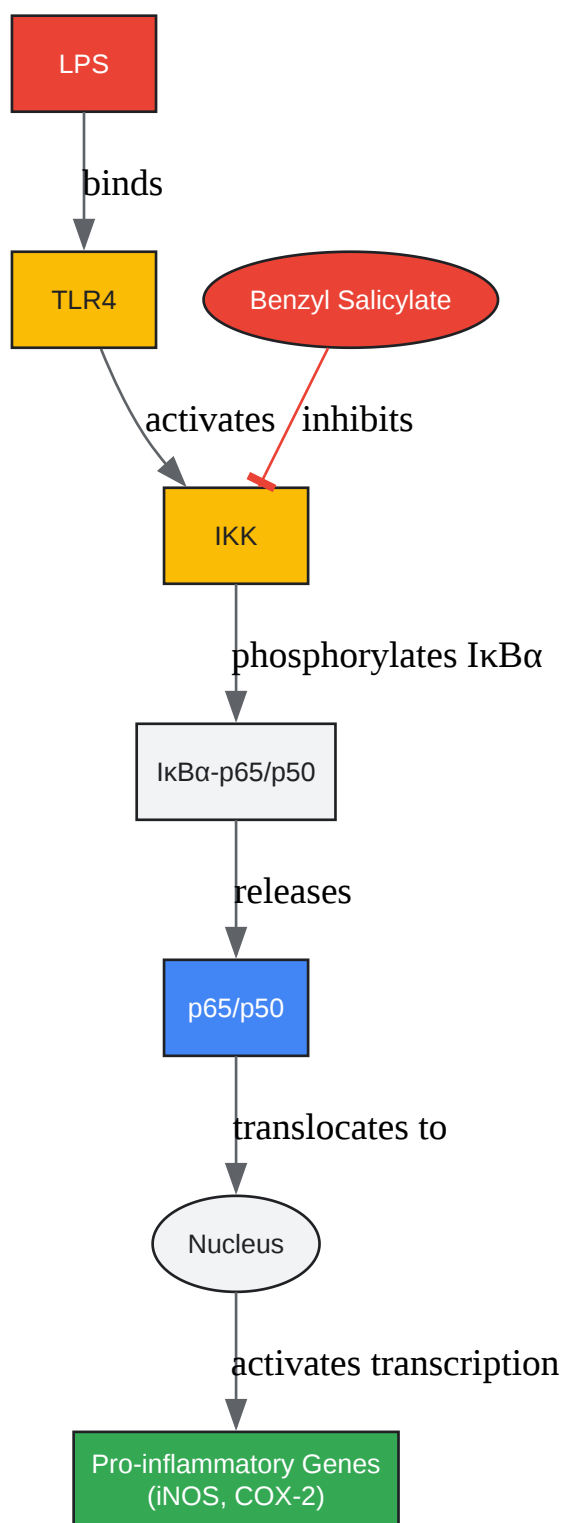 LPS
binds
TLR4
Benzyl Salicylate
activates
inhibits
IKK
phosphorylates IκBα
IκBα-p65/p50
releases
p65/p50
translocates to
Nucleus
activates transcription
Pro-inflammatory Genes
(iNOS, COX-2)